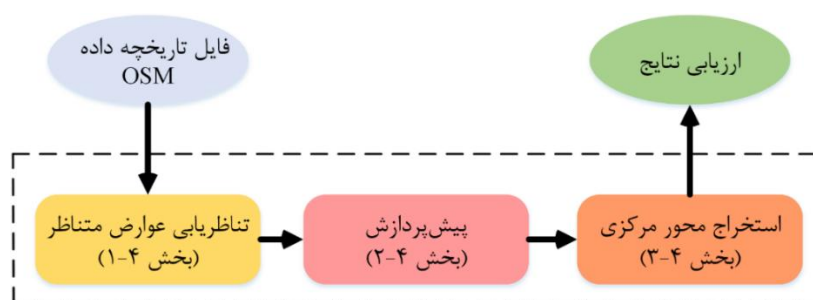 فایل تاریخچه داده
OSM
ارزیابی نتایج
تناظریابی عوارض متناظر
(بخش ۴-۱)
پیش‌پردازش
(بخش ۴-۲)
استخراج محور مرکزی
(بخش ۴-۳)